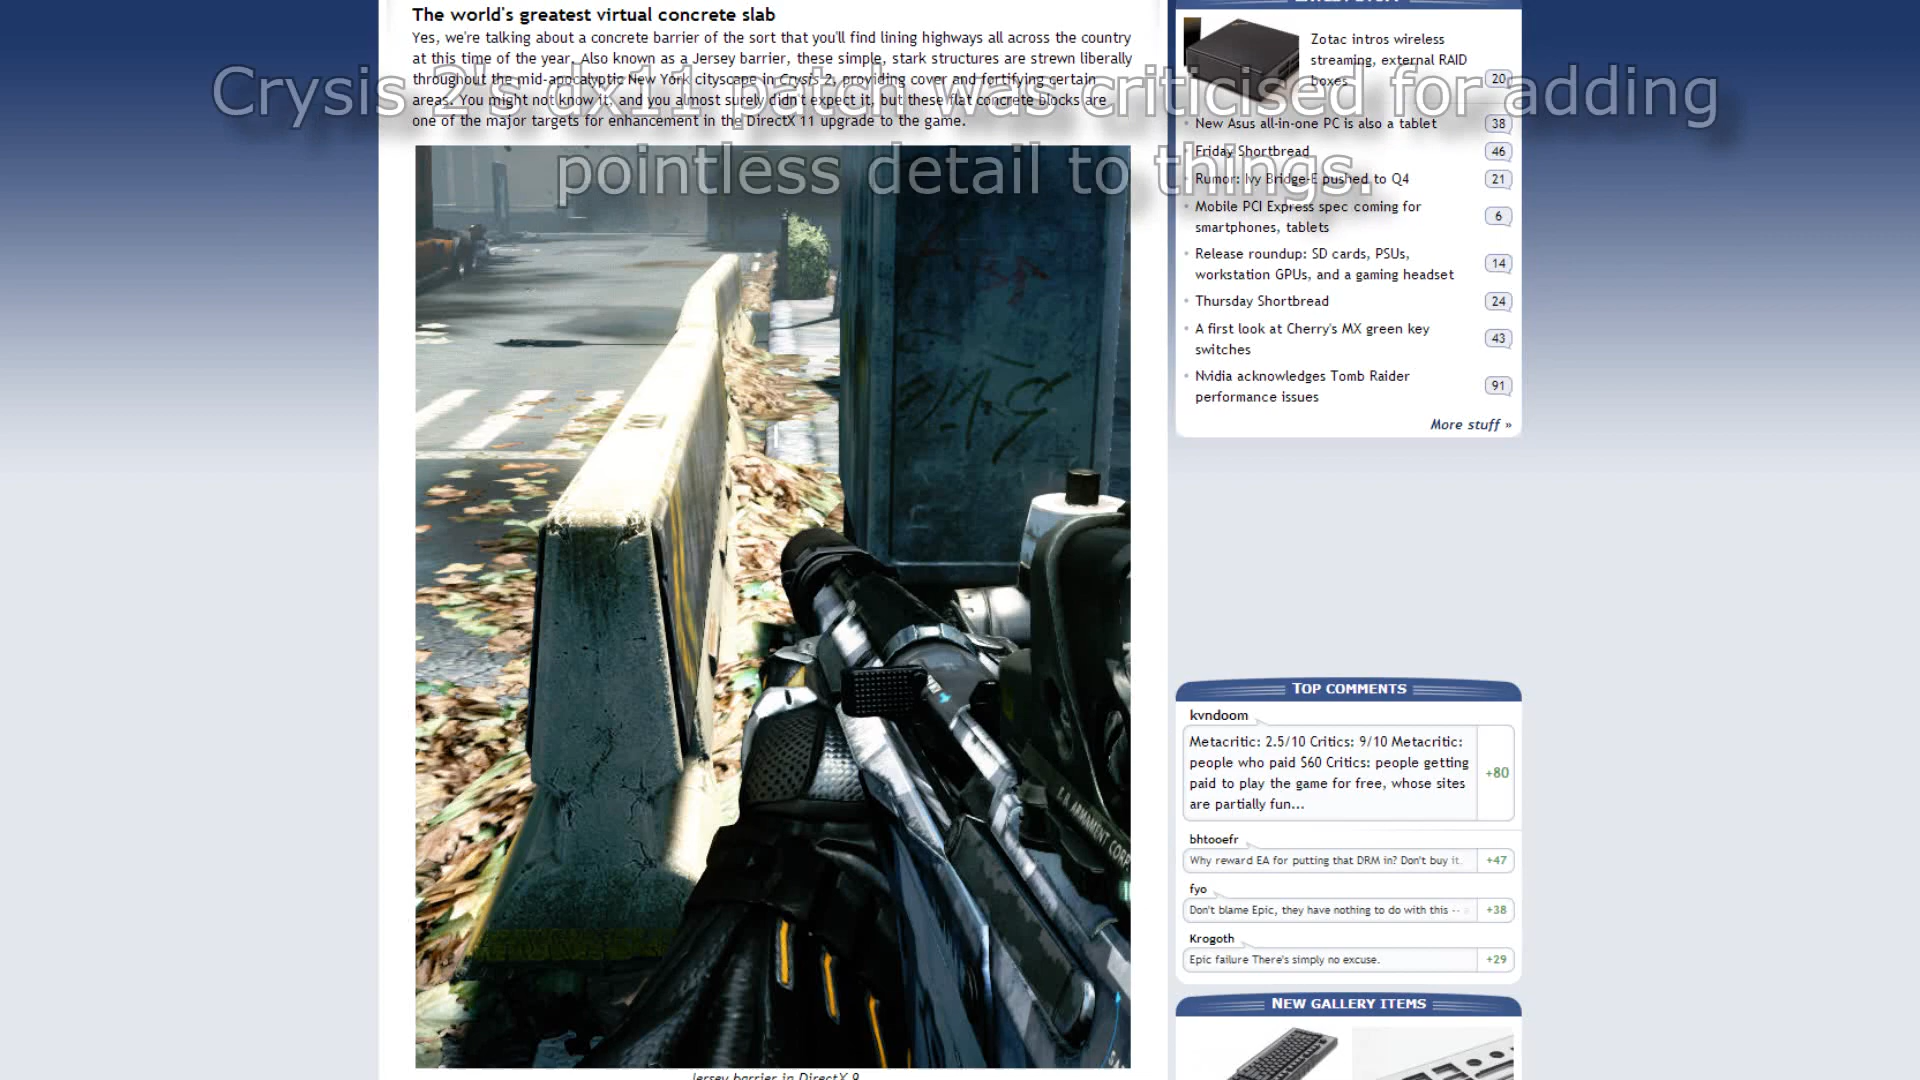 The world's greatest virtual concrete slab
Yes, we're talking about a concrete barrier of the sort that you'll find lining highways all across the country
at this time of the year. Also known as a Jersey barrier, these simple, stark structures are strewn liberally
throughout the mid-apocalyptic New York cityscape in Crysis 2, providing cover and fortifying certain
areas. You might not know it, and you almost surely didn't expect it, but these flat concrete blocks are
one of the major targets for enhancement in the DirectX 11 upgrade to the game.
Crysis 2's dx11 patch was criticised for adding
pointless detail to things.
E.A ARMAMENT CORP
Jersey barrier in DirectX 9
Zotac intros wireless
streaming, external RAID
boxes
20
New Asus all-in-one PC is also a tablet
38
Friday Shortbread
46
Rumor: Ivy Bridge-E pushed to Q4
21
Mobile PCI Express spec coming for
smartphones, tablets
6
Release roundup: SD cards, PSUs,
workstation GPUs, and a gaming headset
14
Thursday Shortbread
24
A first look at Cherry's MX green key
switches
43
Nvidia acknowledges Tomb Raider
performance issues
91
More stuff »
TOP COMMENTS
kvndoom
Metacritic: 2.5/10 Critics: 9/10 Metacritic:
people who paid $60 Critics: people getting
paid to play the game for free, whose sites
are partially fun...
+80
bhtooefr
Why reward EA for putting that DRM in? Don't buy it.
+47
fyo
Don't blame Epic, they have nothing to do with this --
+38
Krogoth
Epic failure There's simply no excuse.
+29
NEW GALLERY ITEMS